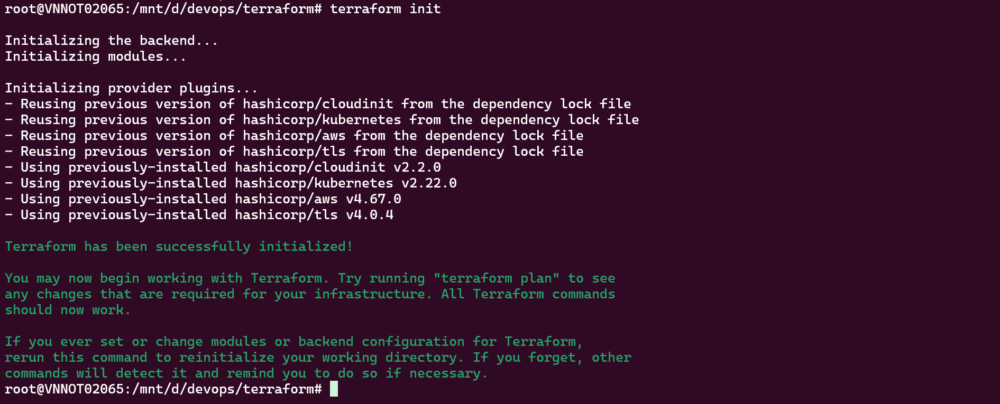 root@VNNOT02065:/mnt/d/devops/terraform# terraform init
Initializing the backend...
Initializing modules...
Initializing provider plugins...
- Reusing previous version of hashicorp/cloudinit from the dependency lock file
- Reusing previous version of hashicorp/kubernetes from the dependency lock file
- Reusing previous version of hashicorp/aws from the dependency lock file
- Reusing previous version of hashicorp/tls from the dependency lock file
- Using previously-installed hashicorp/cloudinit v2.2.0
- Using previously-installed hashicorp/kubernetes v2.22.0
- Using previously-installed hashicorp/aws v4.67.0
- Using previously-installed hashicorp/tls v4.0.4
Terraform has been successfully initialized!
You may now begin working with Terraform. Try running "terraform plan" to see
any changes that are required for your infrastructure. All Terraform commands
should now work.
If you ever set or change modules or backend configuration for Terraform,
rerun this command to reinitialize your working directory. If you forget, other
commands will detect it and remind you to do so if necessary.
root@VNNOT02065:/mnt/d/devops/terraform#